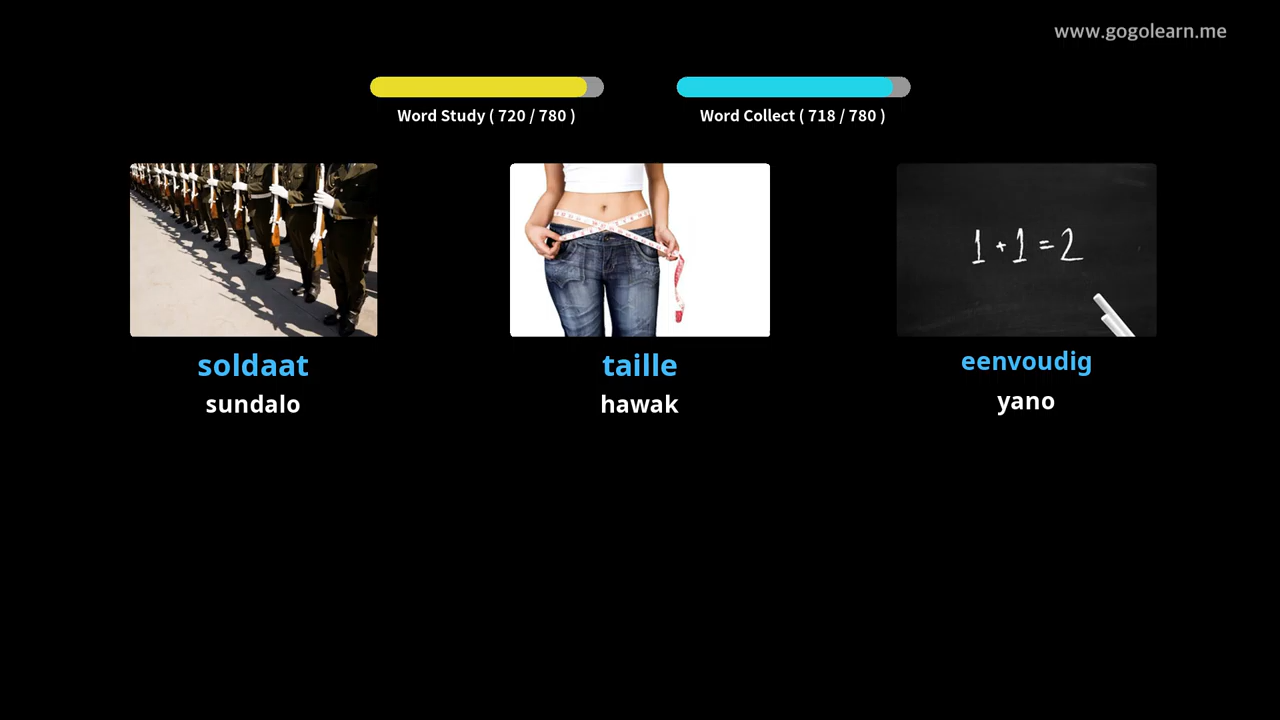 www.gogolearn.me
Word Study ( 720 / 780 )
Word Collect ( 718 / 780 )
1 + 1 = 2
soldaat
sundalo
taille
hawak
eenvoudig
yano